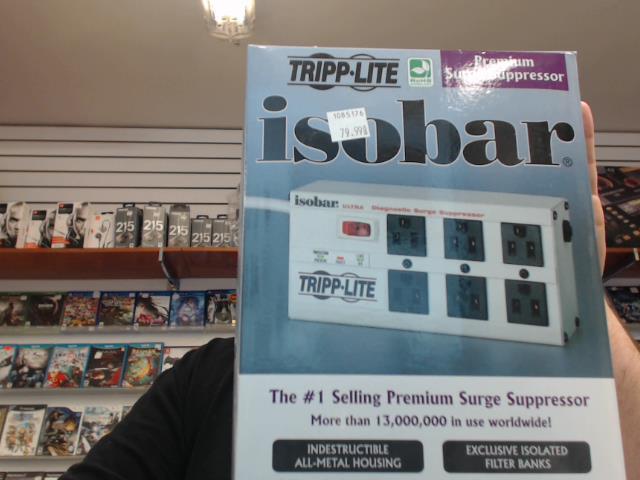 TRIPP·LITE
RoHS
Premium
Surge Suppressor
1085176
79.99
isobar®
isobar ULTRA Diagnostic Surge Suppressor
TRIPP·LITE
The #1 Selling Premium Surge Suppressor
More than 13,000,000 in use worldwide!
INDESTRUCTIBLE
ALL-METAL HOUSING
EXCLUSIVE ISOLATED
FILTER BANKS
215
215
215
215
215